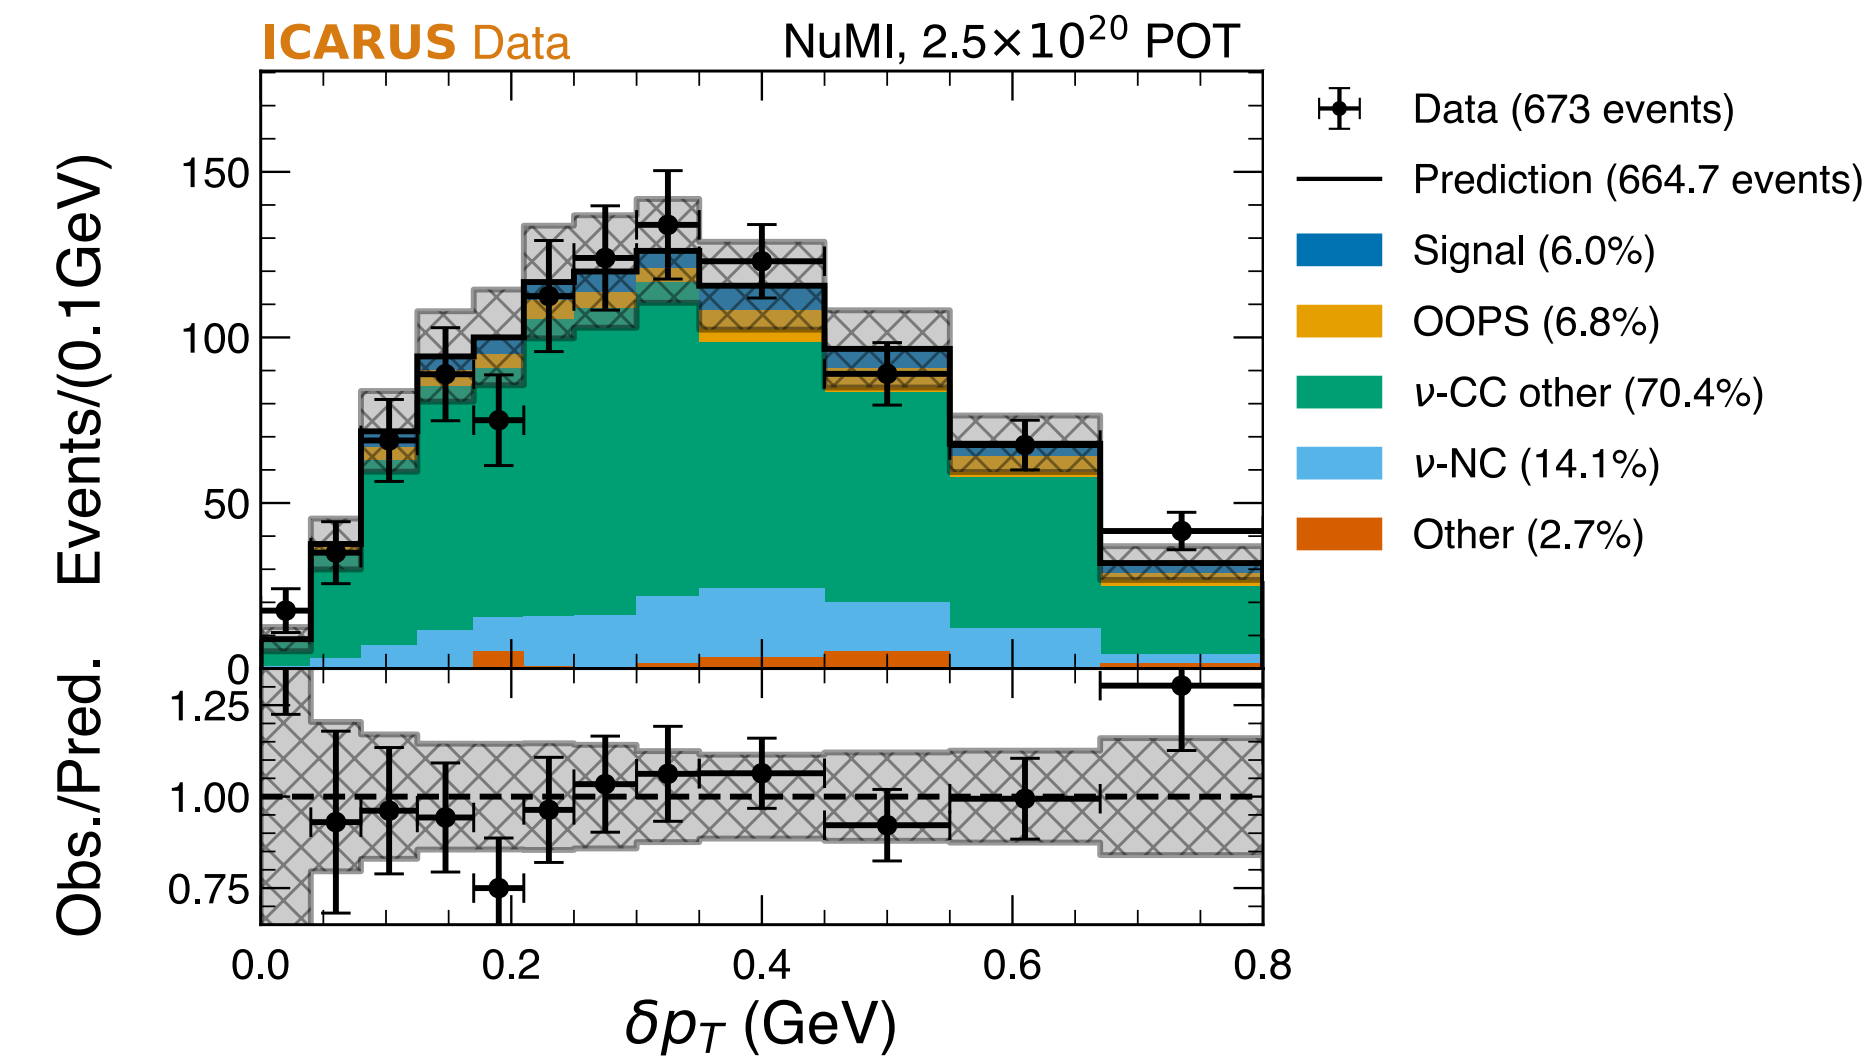 ICARUS Data
NuMI, 2.5×10²⁰ POT
Events/(0.1GeV)
150
100
50
0
Data (673 events)
Prediction (664.7 events)
Signal (6.0%)
OOPS (6.8%)
ν-CC other (70.4%)
ν-NC (14.1%)
Other (2.7%)
Obs./Pred.
1.25
1.00
0.75
0.0 0.2 0.4 0.6 0.8
δp_T (GeV)